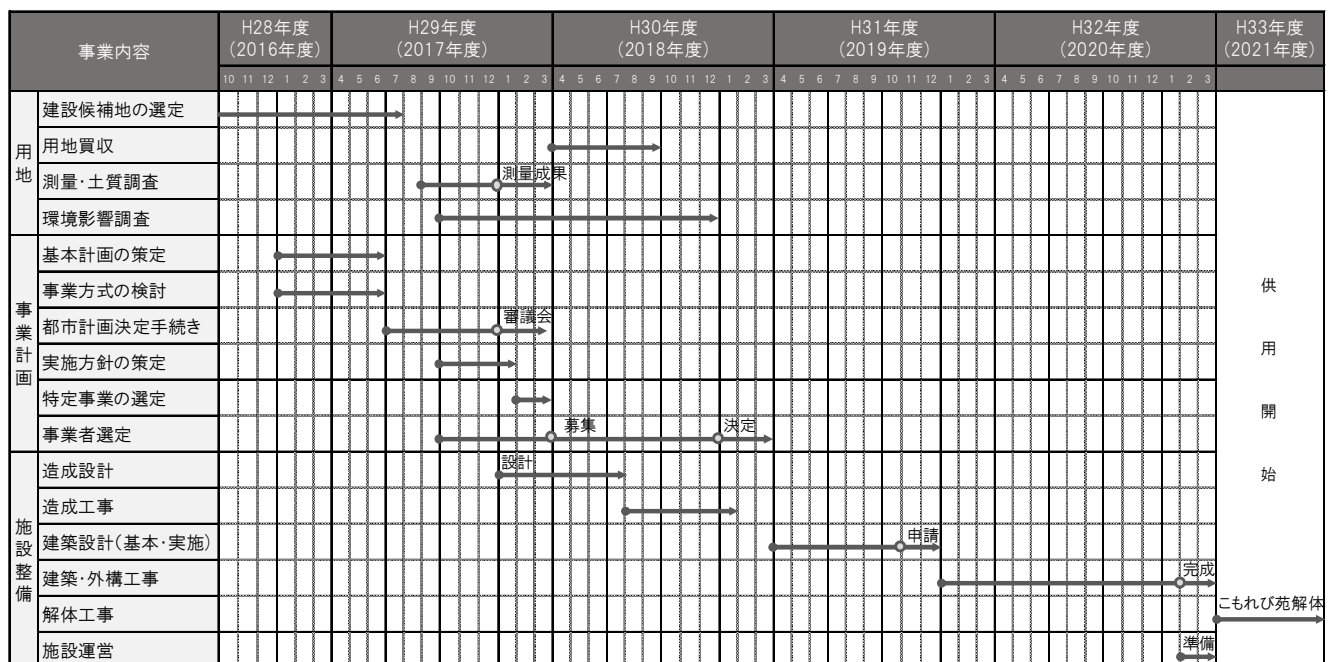 事業内容
H28年度
(2016年度)
H29年度
(2017年度)
H30年度
(2018年度)
H31年度
(2019年度)
H32年度
(2020年度)
H33年度
(2021年度)
10 11 12 1 2 3 4 5 6 7 8 9 10 11 12 1 2 3 4 5 6 7 8 9 10 11 12 1 2 3 4 5 6 7 8 9 10 11 12 1 2 3 4 5 6 7 8 9 10 11 12 1 2 3
用地
建設候補地の選定
用地買収
測量・土質調査
測量成果
環境影響調査
事業計画
基本計画の策定
事業方式の検討
都市計画決定手続き
審議会
実施方針の策定
特定事業の選定
事業者選定
募集
決定
施設整備
造成設計
設計
造成工事
建築設計(基本・実施)
申請
建築・外構工事
完成
解体工事
こもれび苑解体
施設運営
準備
供用開始